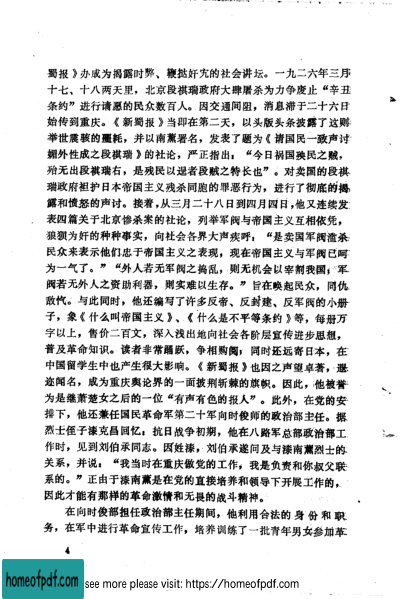 蜀报》办成为揭露时弊、鞭挞奸宄的社会讲坛。一九二六年三月
十七、十八两天里，北京段祺瑞政府大肆屠杀为力争废止“辛丑
条约”进行请愿的民众数百人。因交通间阻，消息滞于二十六日
始传到重庆。《新蜀报》当即在第二天，以头版头条披露了这则
举世震骇的噩耗，并以南薰署名，发表了题为《请国民一致声讨
媚外性成之段祺瑞》的社论，严正指出：“今日祸国殃民之贼，
殆无出段祺瑞右，是残民以逞者段贼之特长也”。对卖国的段祺
瑞政府袒护日本帝国主义残杀同胞的罪恶行为，进行了彻底的揭
露和愤怒的声讨。接着，从三月二十八日到四月四日，他又连续发
表四篇关于北京惨杀案的社论，列举军阀与帝国主义互相依凭，
狼狈为奸的种种事实，向社会各界大声疾呼：“是卖国军阀滥杀
民众来表示他们忠于帝国主义之表现，现在帝国主义与军阀已呵
为一气了。”“外人若无军阀之捣乱，则无机会以宰割我国；军
阀若无外人之资助利器，则实难以生存。”旨在唤起民众，同仇
敌忾。与此同时，他还编写了许多反帝、反封建、反军阀的小册
子，象《什么叫帝国主义》、《什么是不平等条约》等，每册万
字以上，售价二百文，深入浅出地向社会各阶层宣传进步思想，
普及革命知识。读者非常踊跃，争相购阅；同时还远寄日本，在
中国留学生中也产生很大影响。《新蜀报》也因之声望卓著，遐
迩闻名，成为重庆舆论界的一面披荆斩棘的旗帜。因此，他被誉
为是继萧楚女之后的一位“有声有色的报人”。此外，在党的安
排下，他还兼任国民革命军第二十军向时俊师的政治部主任。据
烈士侄子漆克昌回忆：抗日战争初期，他在八路军总部政治部工
作时，见到刘伯承同志。因姓漆，刘伯承遂问及与漆南薰烈士的
关系，并说：“我当时在重庆做党的工作，我是负责和你叔父联
系的。”正由于漆南薰是在党的直接培养和领导下开展工作的，
因此才能有那样的革命激情和无畏的战斗精神。
在向时俊部担任政治部主任期间，他利用合法的身份和职
务，在军中进行革命宣传工作，培养训练了一批青年男女参加革
4
homeofpdf.com
see more please visit: https://homeofpdf.com